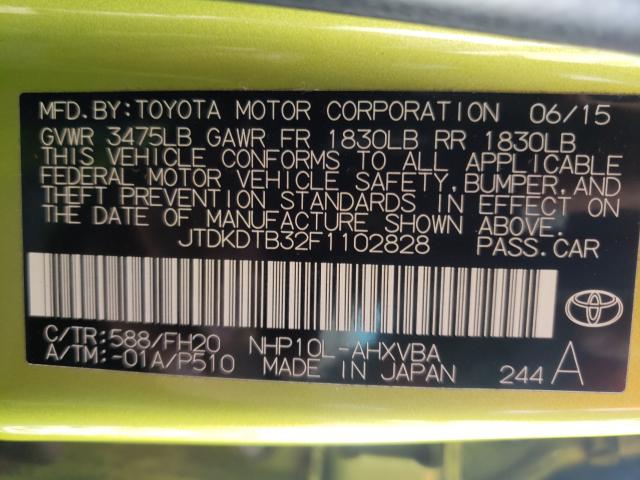 MFD.BY:TOYOTA MOTOR CORPORATION 06/15
GVWR 3475LB GAWR FR 1830LB RR 1830LB
THIS VEHICLE CONFORMS TO ALL APPLICABLE
FEDERAL MOTOR VEHICLE SAFETY, BUMPER, AND
THEFT PREVENTION STANDARDS IN EFFECT ON
THE DATE OF MANUFACTURE SHOWN ABOVE.
JTDKDTB32F1102828 PASS.CAR
C/TR:588/FH20 NHP10L-AHXVBA
A/TM:-01A/P510 MADE IN JAPAN 244 A